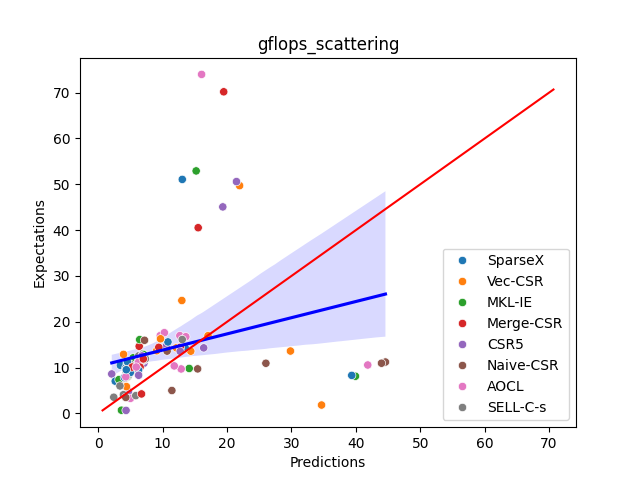 gflops_scattering
Expectations
70
60
50
40
30
20
10
0
SparseX
Vec-CSR
MKL-IE
Merge-CSR
CSR5
Naive-CSR
AOCL
SELL-C-s
0 10 20 30 40 50 60 70
Predictions